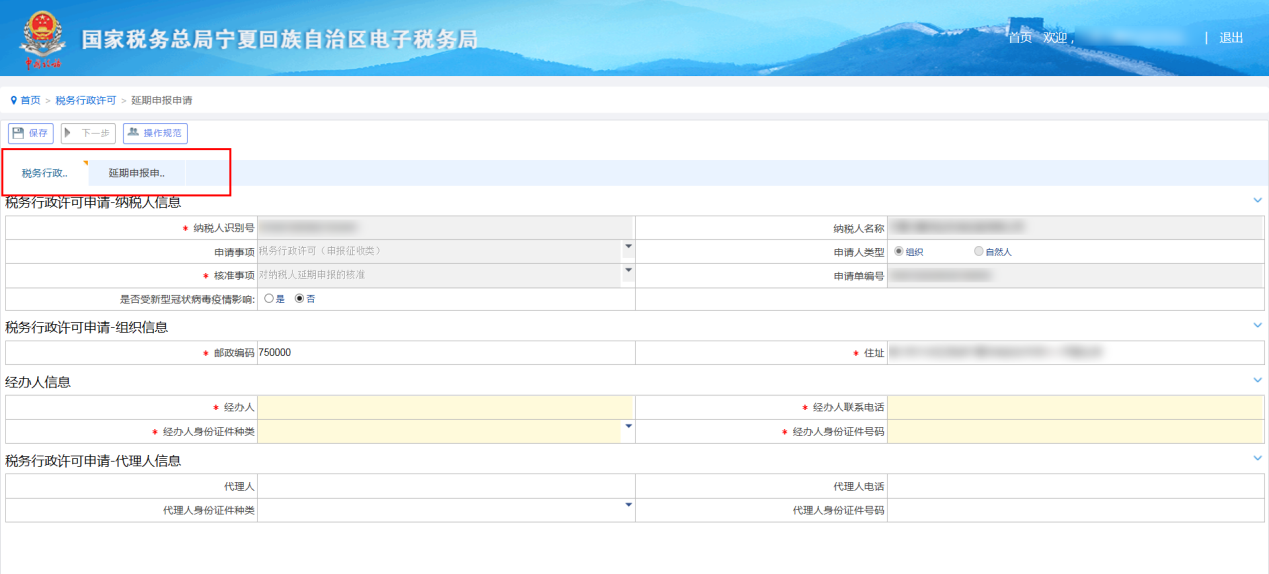 国家税务总局宁夏回族自治区电子税务局
首页 欢迎, | 退出
首页 > 税务行政许可 > 延期申报申请
保存 下一步 操作规范
税务行政.. 延期申报申..
税务行政许可申请-纳税人信息
* 纳税人识别号 纳税人名称
申请事项 税务行政许可（申报征收类） 申请人类型 组织 自然人
* 核准事项 对纳税人延期申报的核准 申请单编号
是否受新型冠状病毒疫情影响: 是 否
税务行政许可申请-组织信息
* 邮政编码 750000 * 住址
经办人信息
* 经办人 * 经办人联系电话
* 经办人身份证件种类 * 经办人身份证件号码
税务行政许可申请-代理人信息
代理人 代理人电话
代理人身份证件种类 代理人身份证件号码